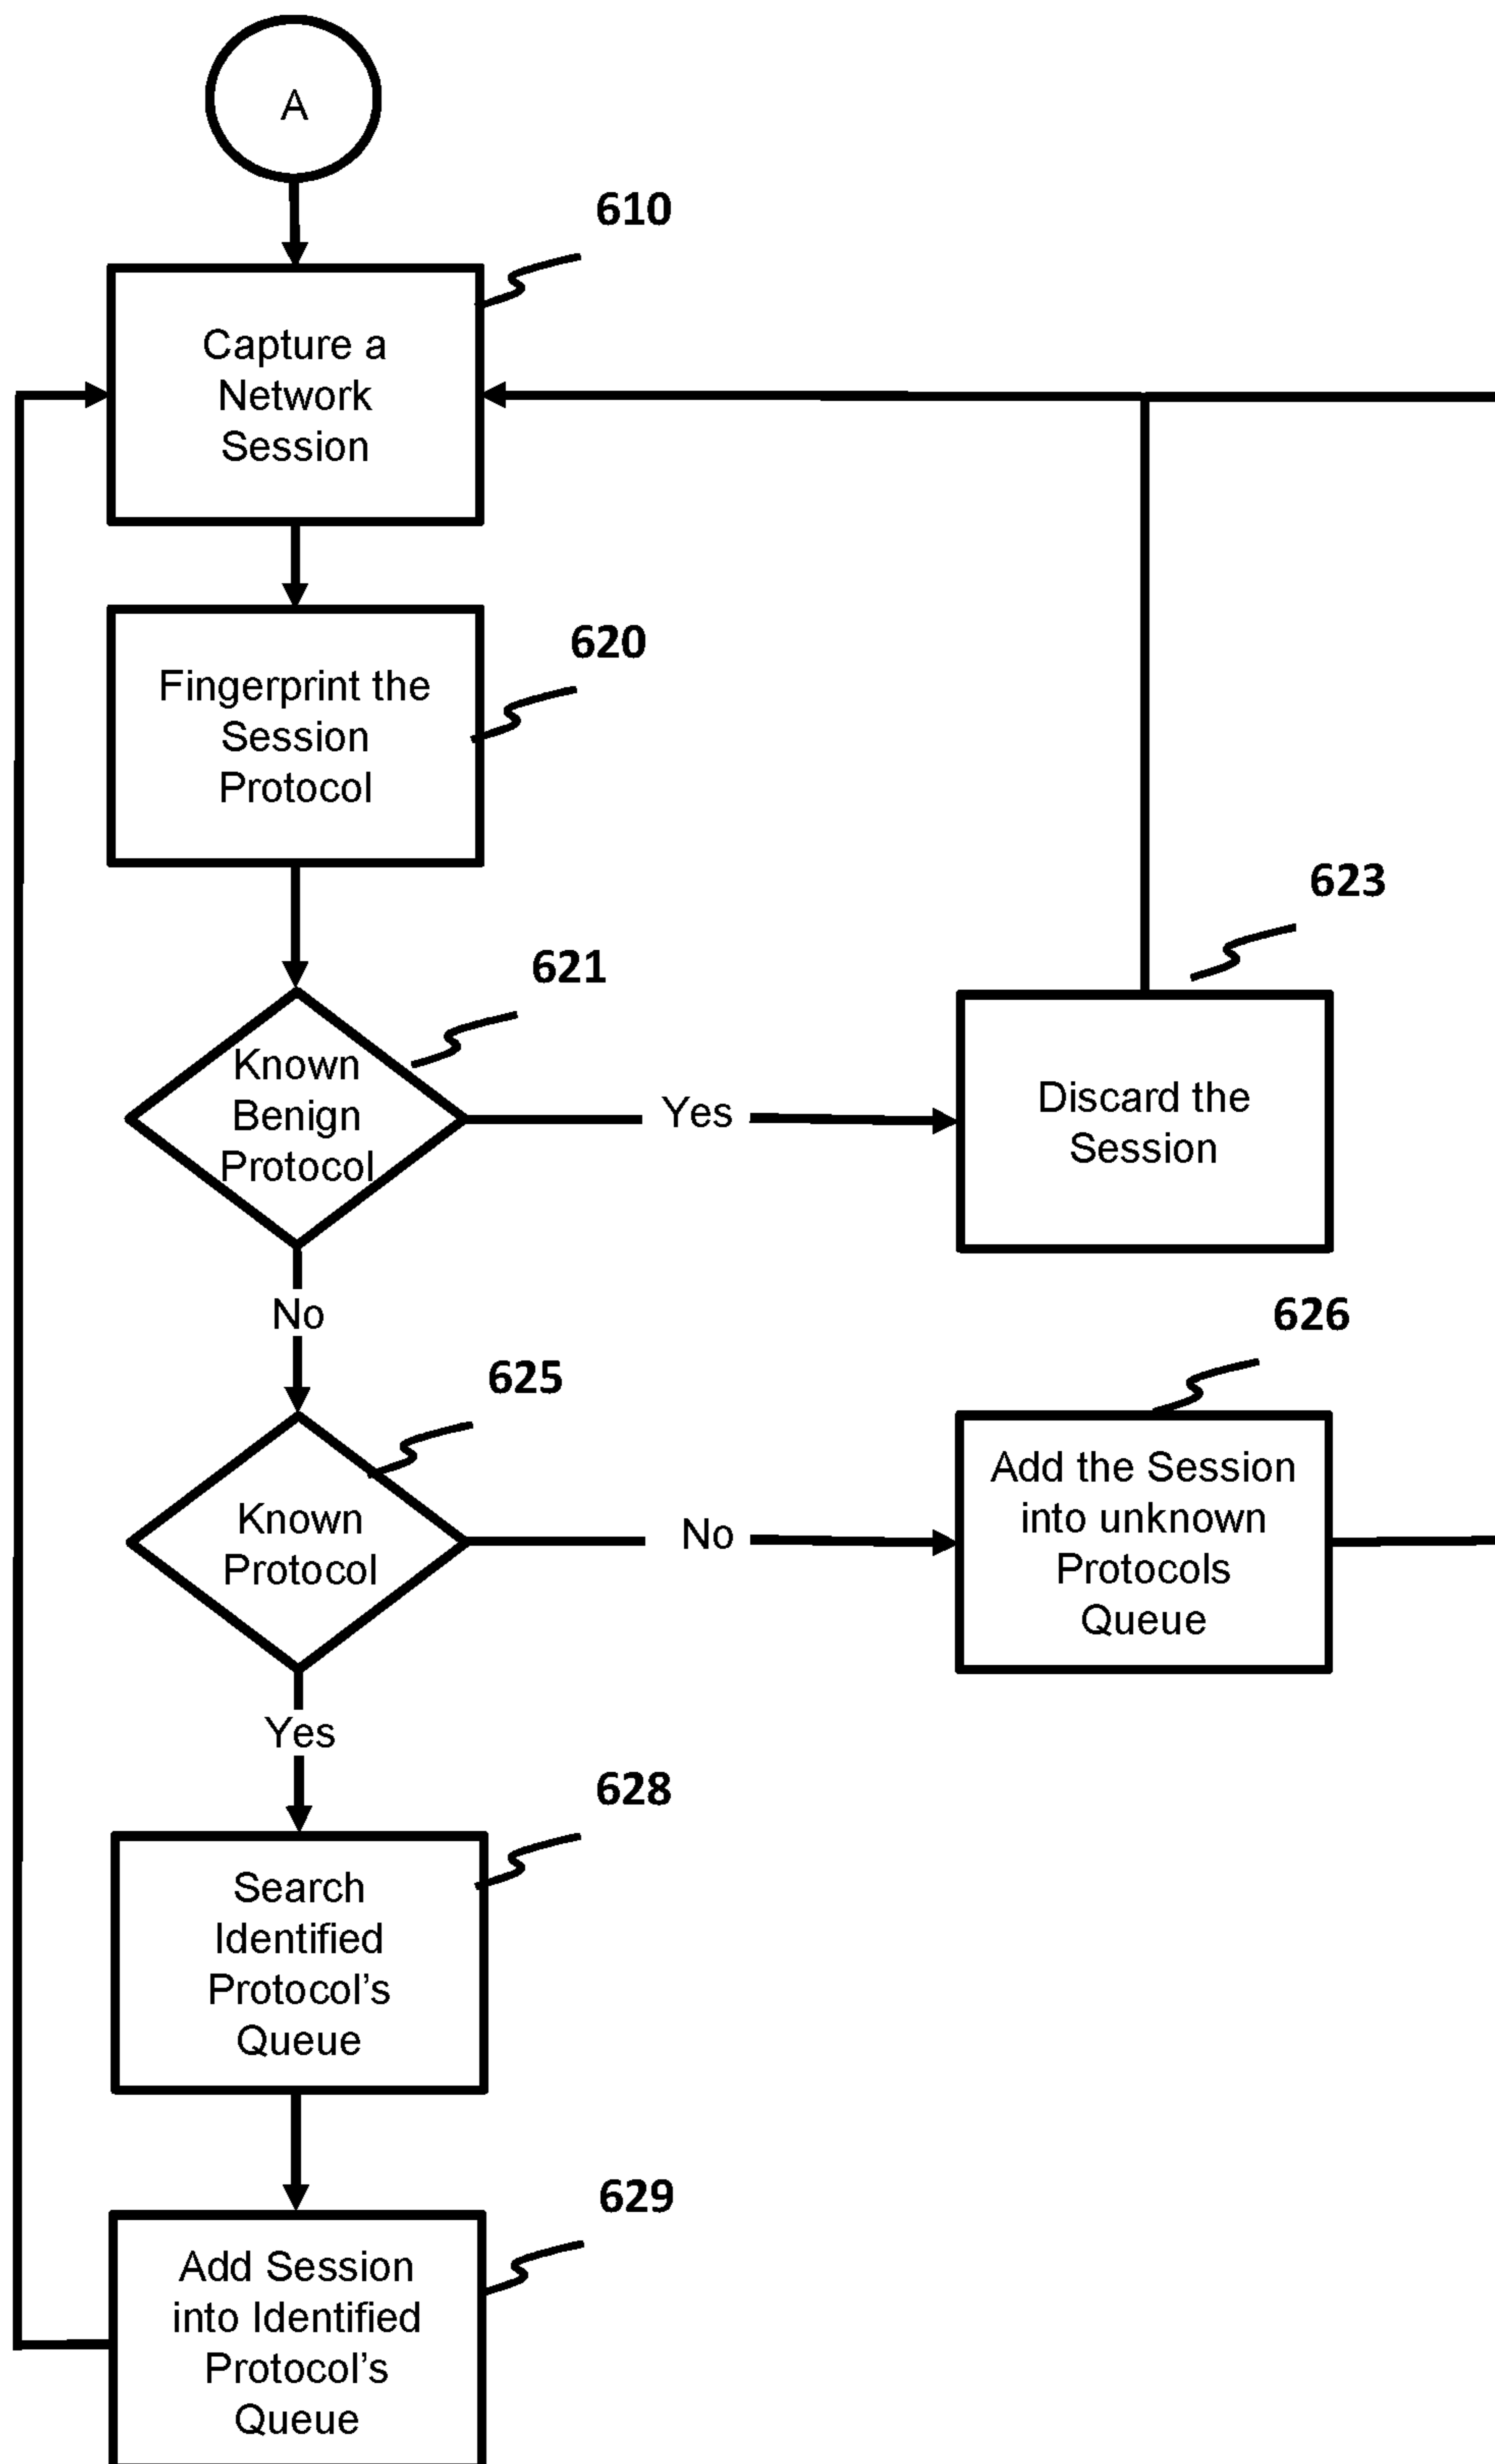 A
610
Capture a
Network
Session
620
Fingerprint the
Session
Protocol
623
621
Known
Benign
Protocol
Yes
Discard the
Session
No
626
625
Known
Protocol
No
Add the Session
into unknown
Protocols
Queue
Yes
628
Search
Identified
Protocol's
Queue
629
Add Session
into Identified
Protocol's
Queue